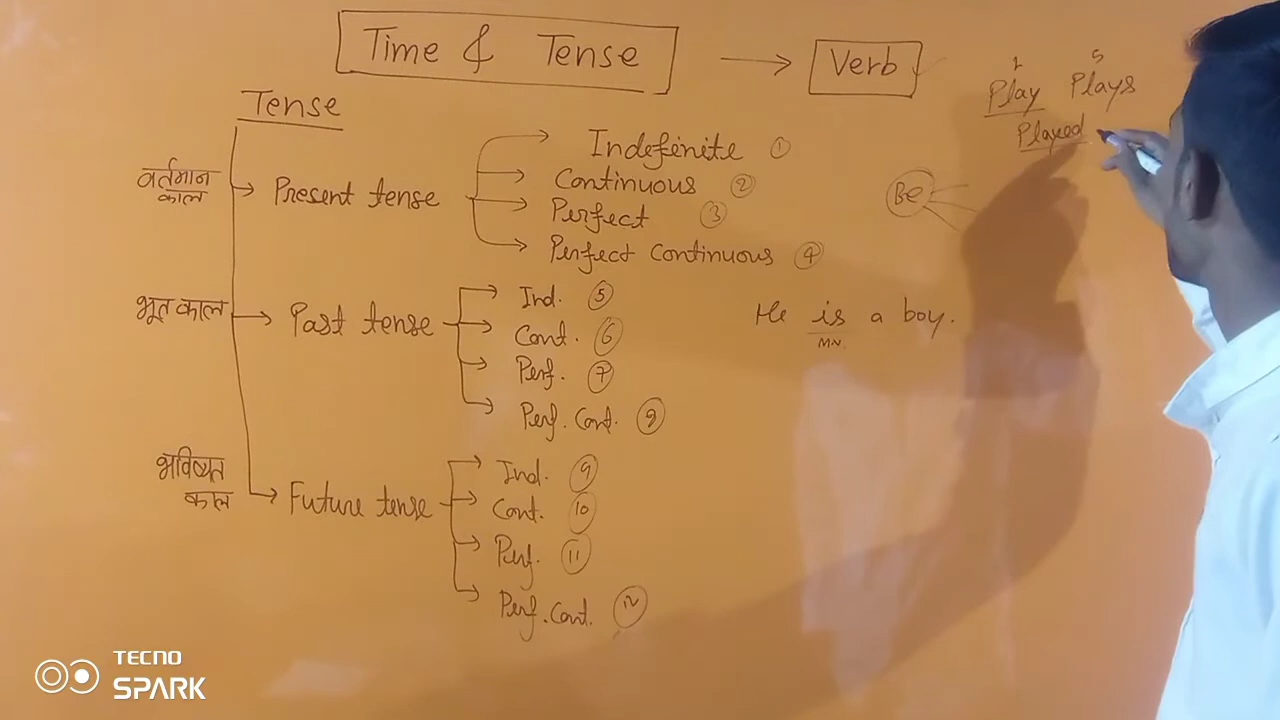 Time & Tense → Verb
Play Plays
Played
Tense
वर्तमान काल
Present tense
Indefinite ①
Continuous ②
Perfect ③
Perfect Continuous ④
Be
भूत काल
Past tense
Ind. ⑤
Cont. ⑥
Perf. ⑦
Perf. Cont. ⑧
He is a boy.
M.V.
भविष्यत काल
Future tense
Ind. ⑨
Cont. ⑩
Perf. ⑪
Perf. Cont. ⑫
TECNO
SPARK